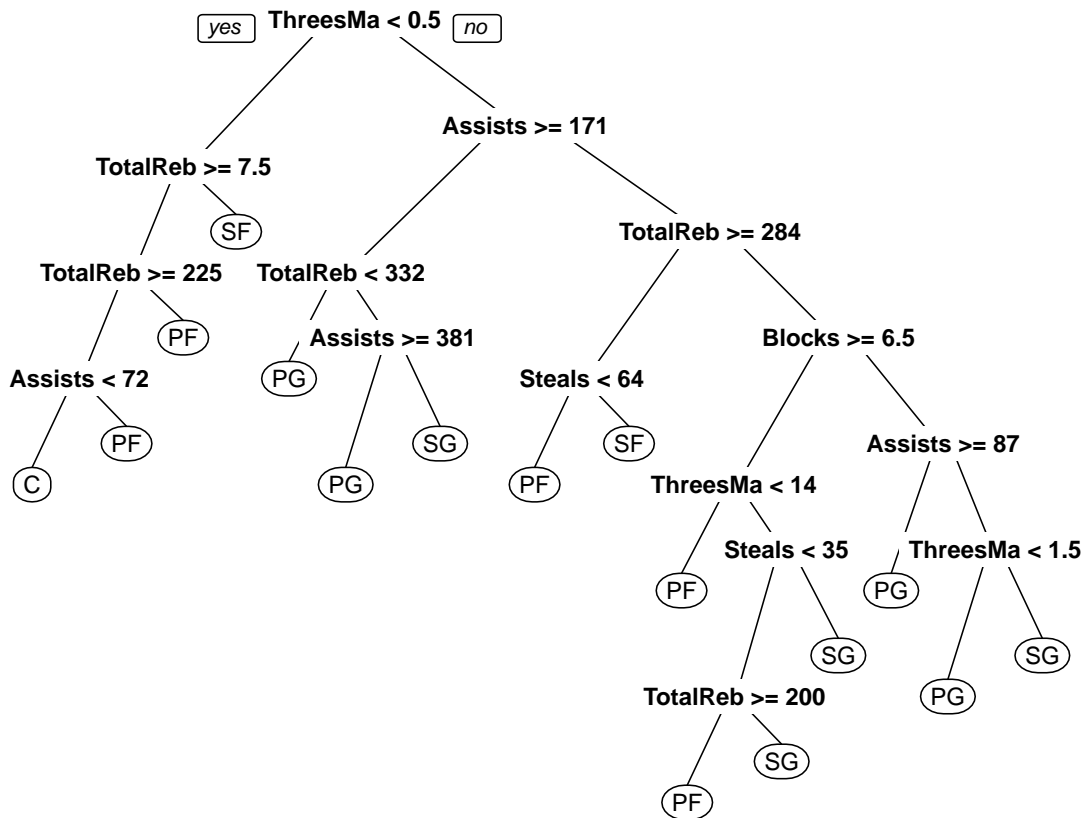 yes ThreesMa < 0.5 no
Assists >= 171
TotalReb >= 7.5
SF
TotalReb >= 284
TotalReb >= 225
TotalReb < 332
PF
Assists >= 381
Blocks >= 6.5
Assists < 72
PG
Steals < 64
PF
SG
SF
Assists >= 87
C
PG
PF
ThreesMa < 14
Steals < 35
ThreesMa < 1.5
PF
PG
SG
SG
TotalReb >= 200
PG
SG
PF